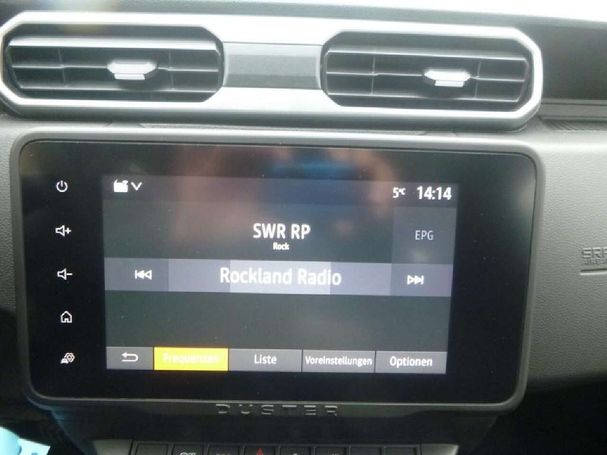 5°C 14:14
SWR RP
Rock
EPG
Rockland Radio
Frequenzen Liste Voreinstellungen Optionen
DUSTER